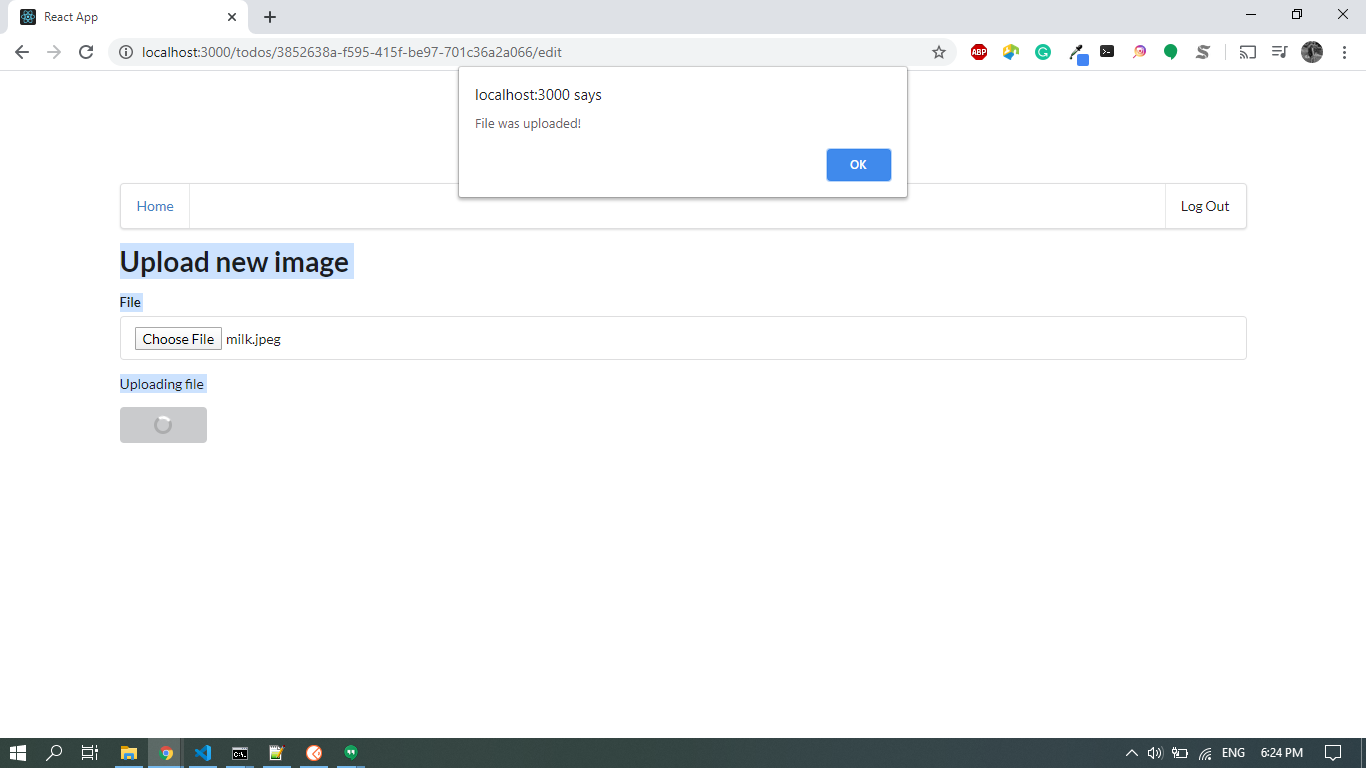 React App
localhost:3000/todos/3852638a-f595-415f-be97-701c36a2a066/edit
ABP
localhost:3000 says
File was uploaded!
OK
Home
Log Out
Upload new image
File
Choose File milk.jpeg
Uploading file
ENG 6:24 PM